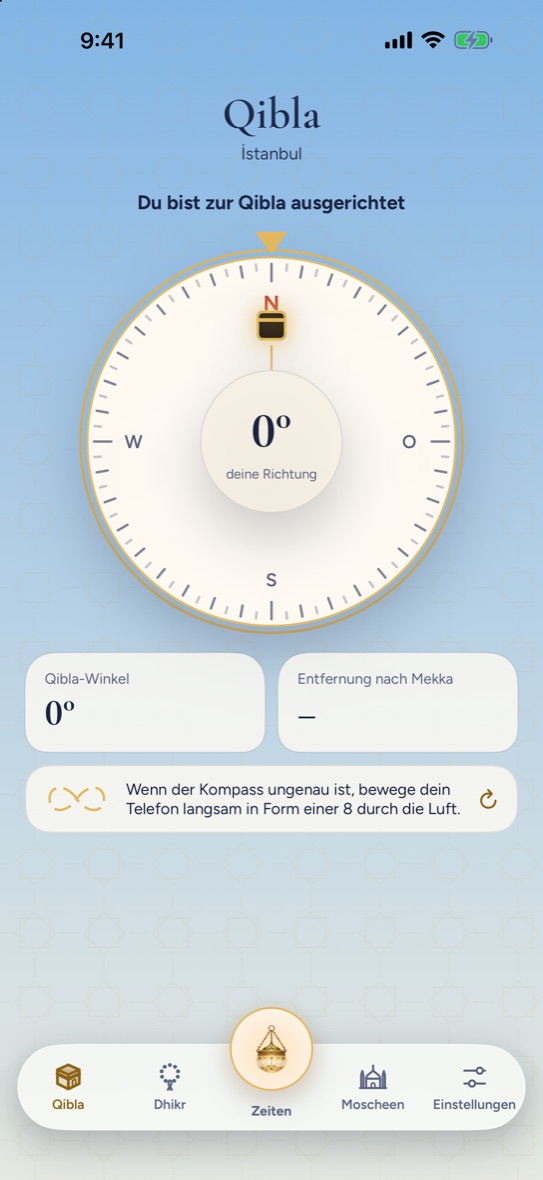 9:41
Qibla
İstanbul
Du bist zur Qibla ausgerichtet
N
W
O
0°
deine Richtung
S
Qibla-Winkel
0°
Entfernung nach Mekka
—
Wenn der Kompass ungenau ist, bewege dein
Telefon langsam in Form einer 8 durch die Luft.
Qibla
Dhikr
Zeiten
Moscheen
Einstellungen